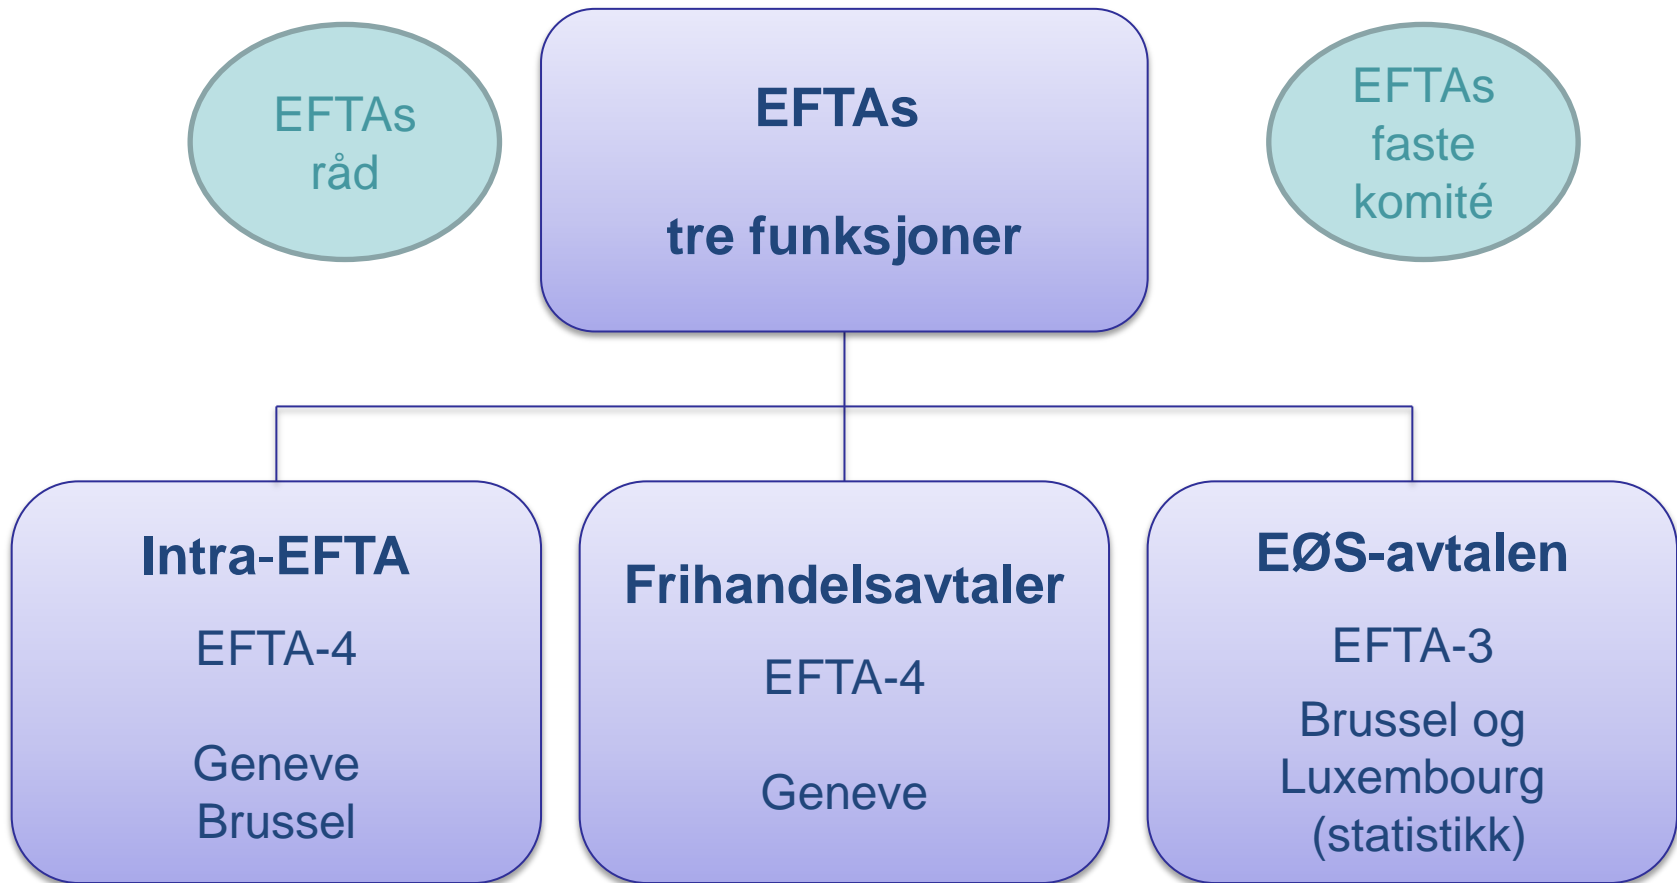 EFTAs
råd
EFTAs
tre funksjoner
EFTAs
faste
komité
Intra-EFTA
EFTA-4
Geneve
Brussel
Frihandelsavtaler
EFTA-4
Geneve
EØS-avtalen
EFTA-3
Brussel og
Luxembourg
(statistikk)